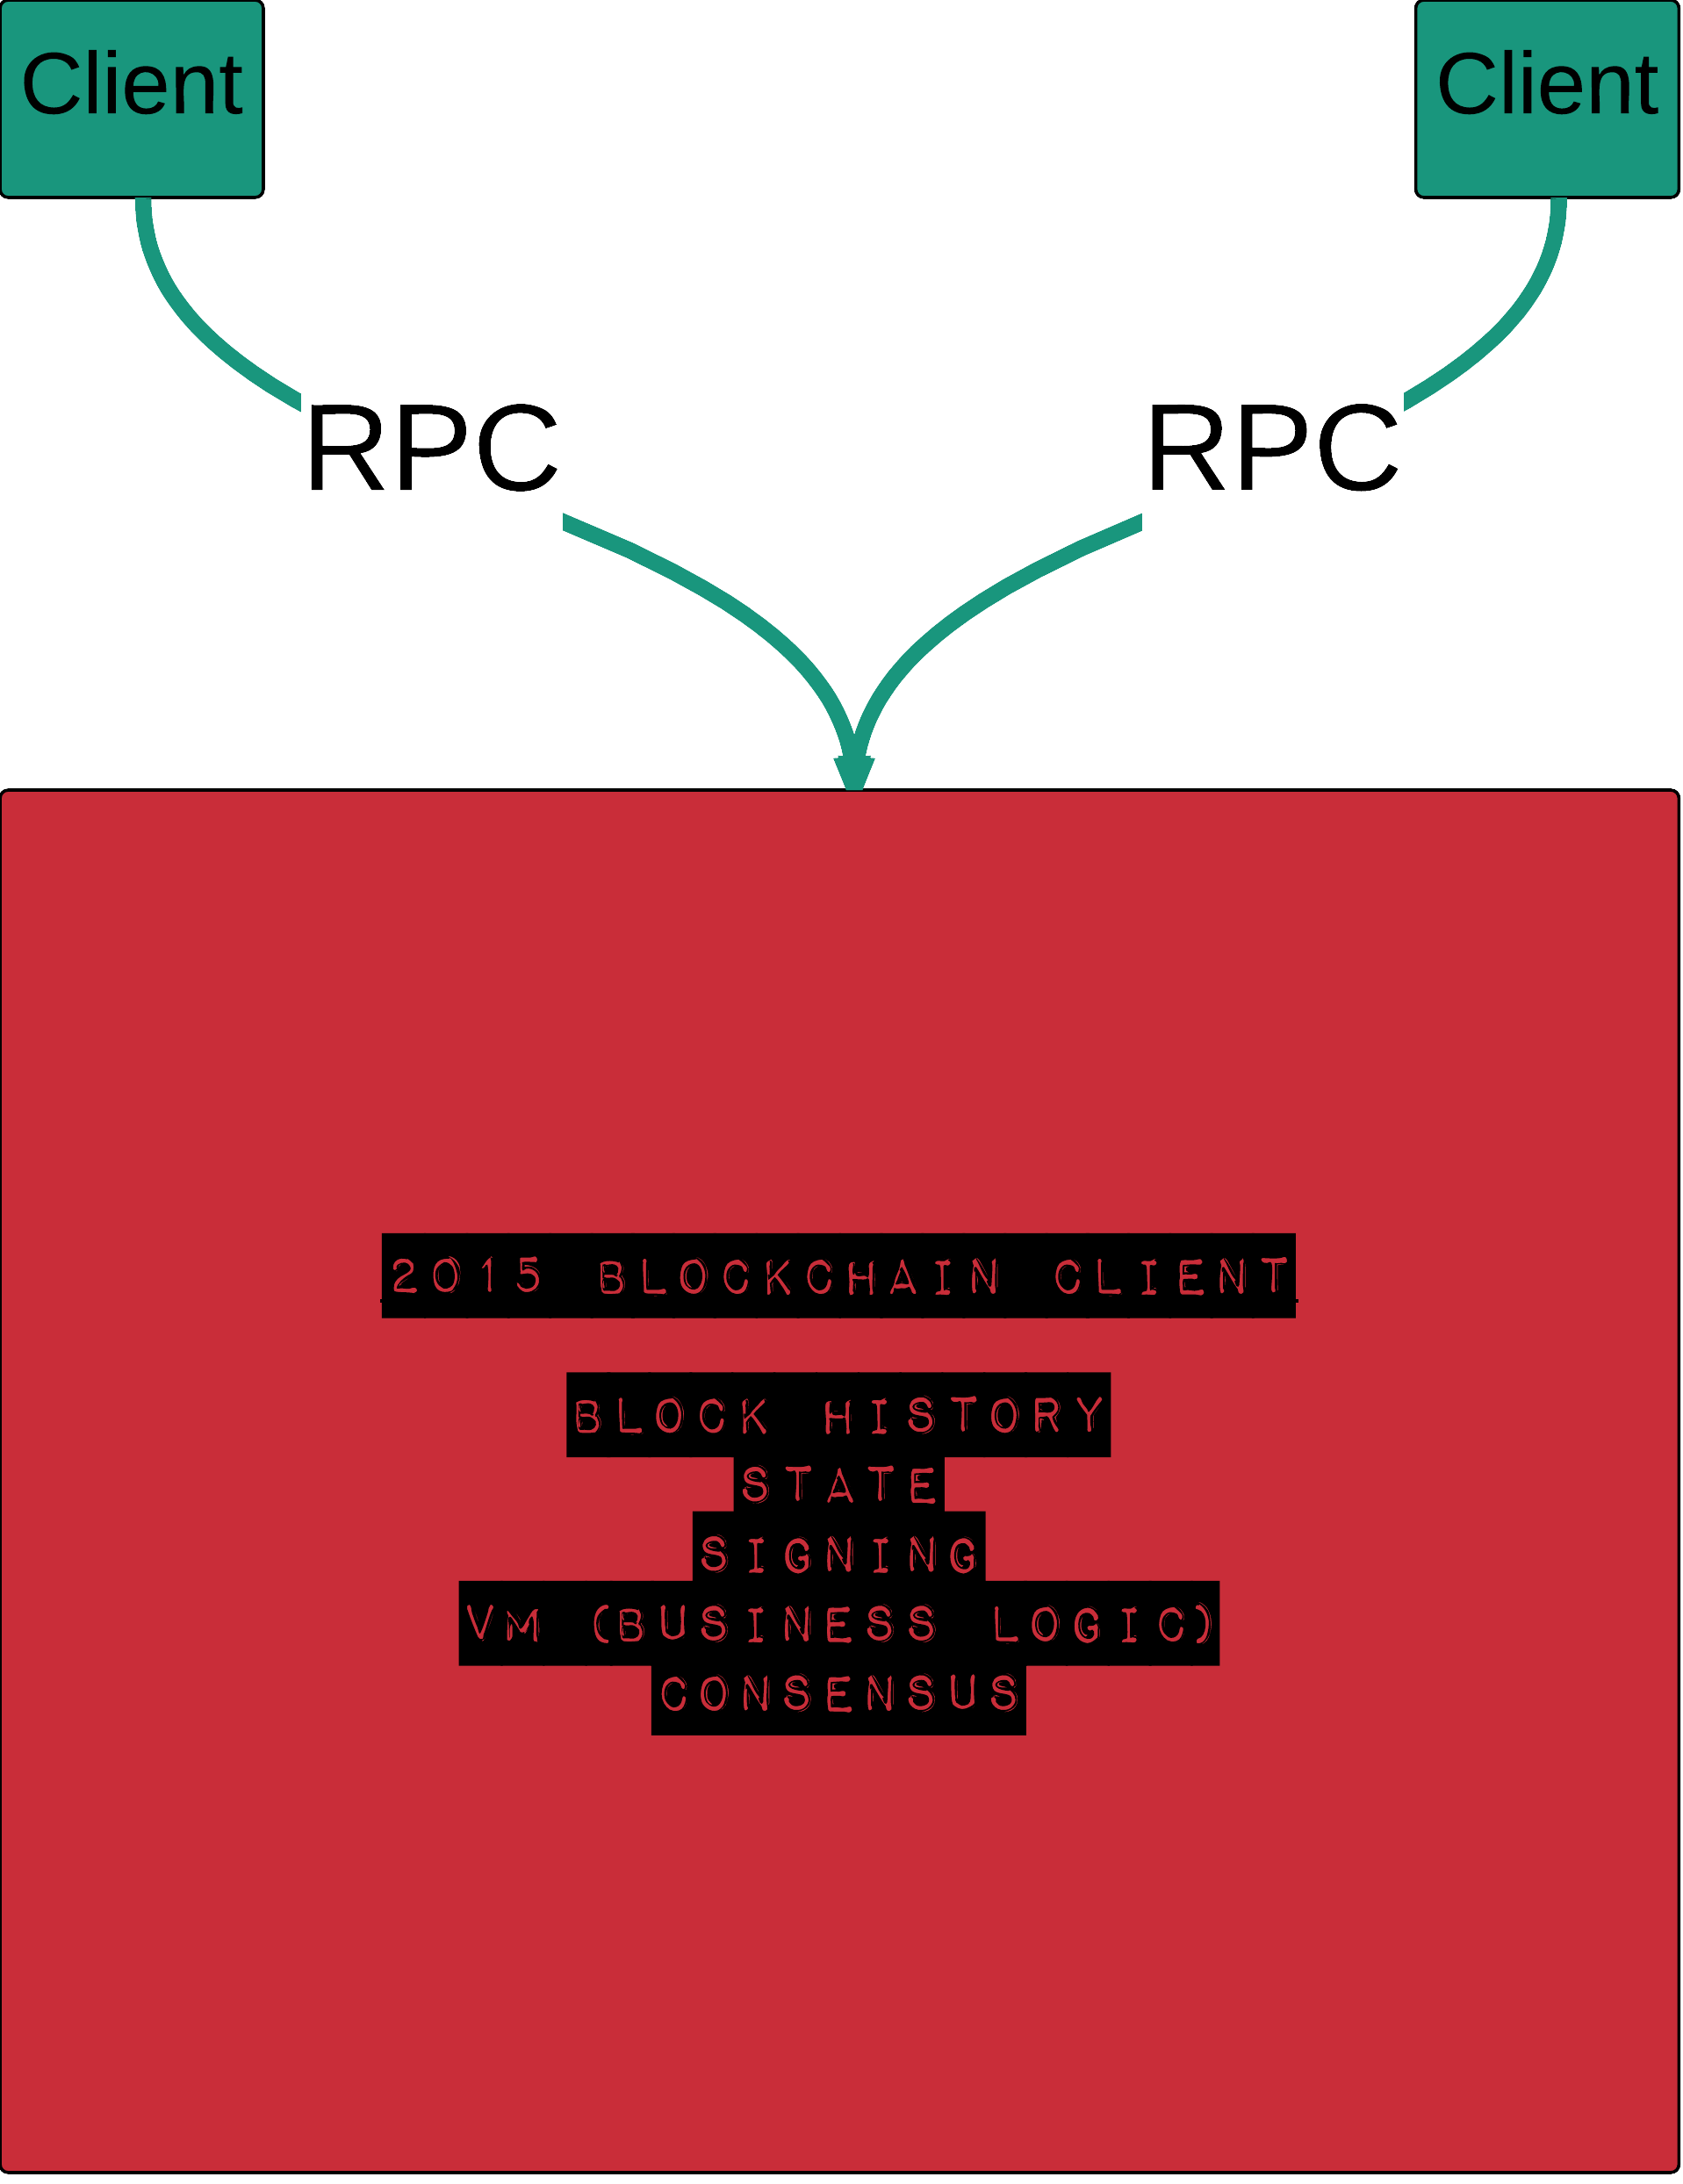 Client
Client
RPC
RPC
2015 BLOCKCHAIN CLIENT
BLOCK HISTORY
STATE
SIGNING
VM (BUSINESS LOGIC)
CONSENSUS